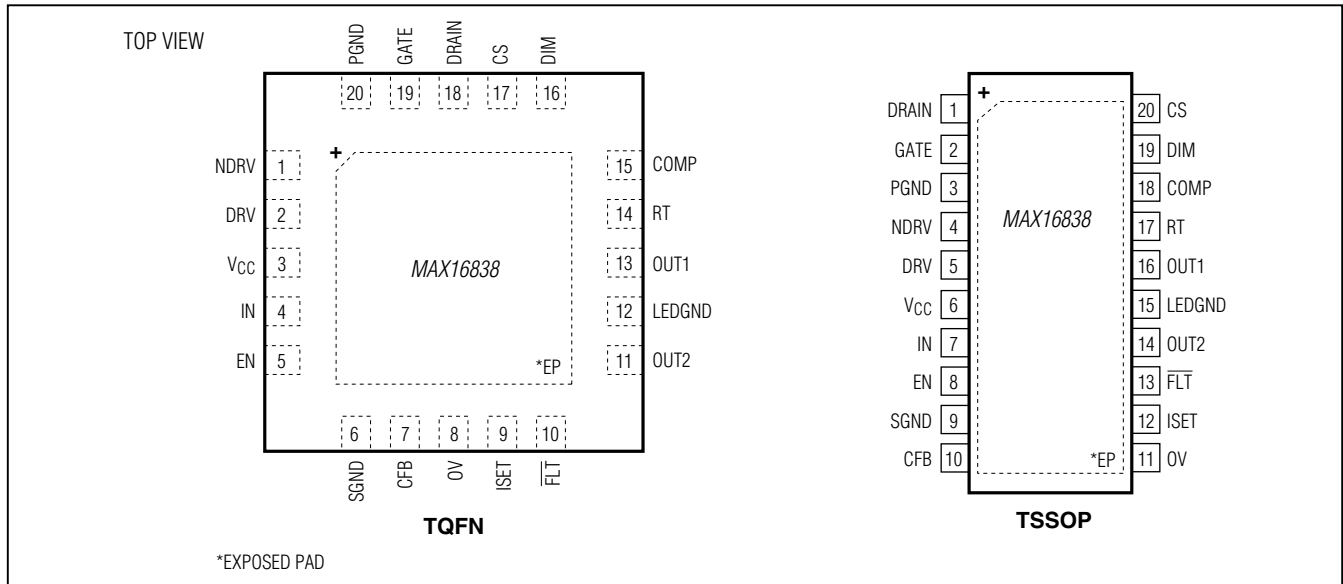 TOP VIEW
PGND GATE DRAIN CS DIM
20 19 18 17 16
+
NDRV 1
DRV 2
VCC 3
IN 4
EN 5
15 COMP
14 RT
13 OUT1
12 LEDGND
11 OUT2
MAX16838
*EP
6 7 8 9 10
SGND CFB OV ISET FLT
TQFN
*EXPOSED PAD
+
DRAIN 1
GATE 2
PGND 3
NDRV 4
DRV 5
VCC 6
IN 7
EN 8
SGND 9
CFB 10
MAX16838
20 CS
19 DIM
18 COMP
17 RT
16 OUT1
15 LEDGND
14 OUT2
13 FLT
12 ISET
11 OV
*EP
TSSOP